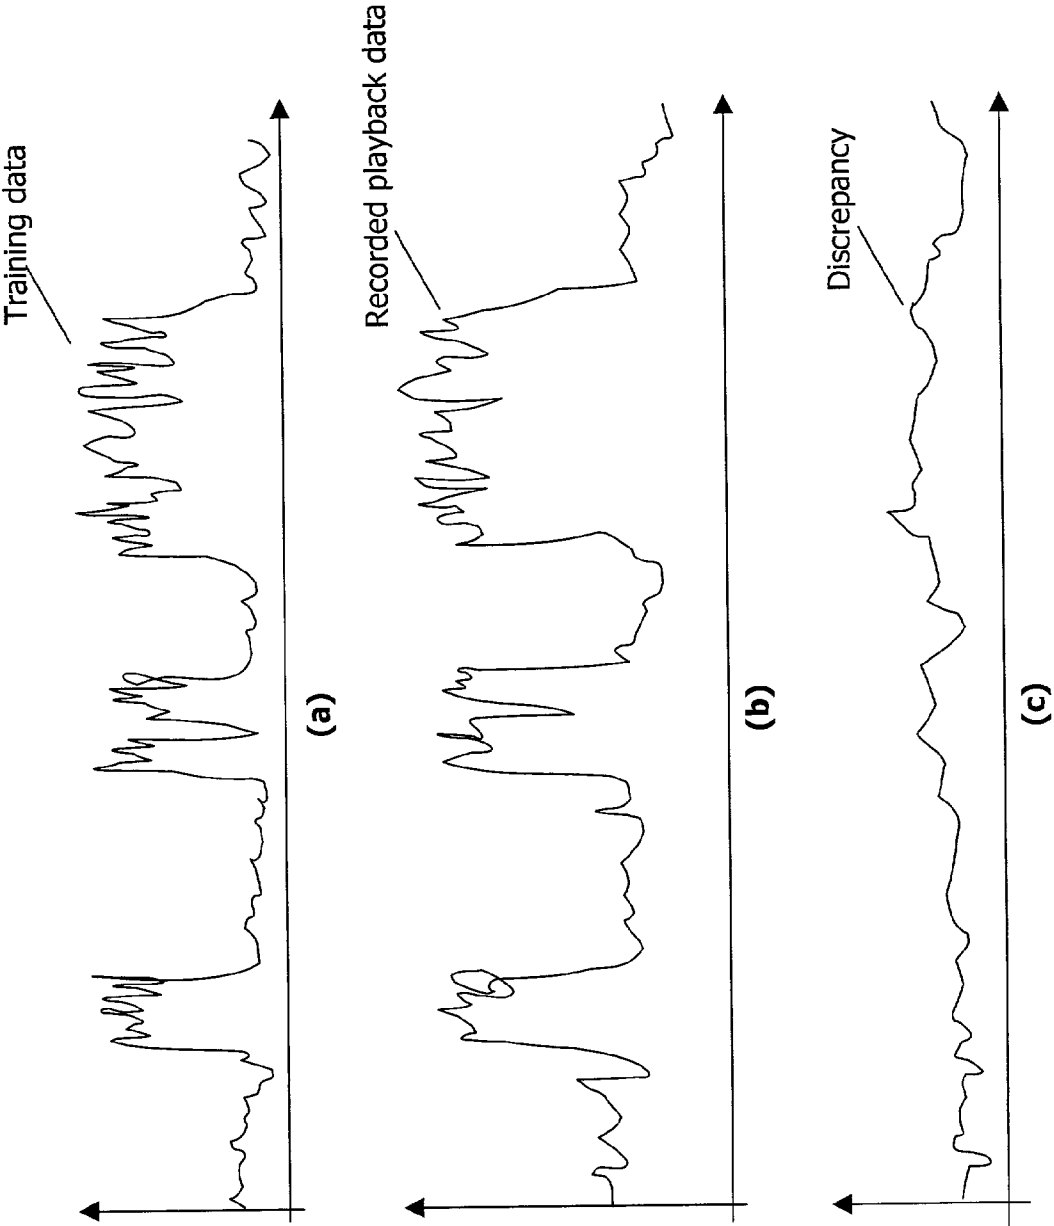 Training data
(a)
Recorded playback data
(b)
Discrepancy
(c)